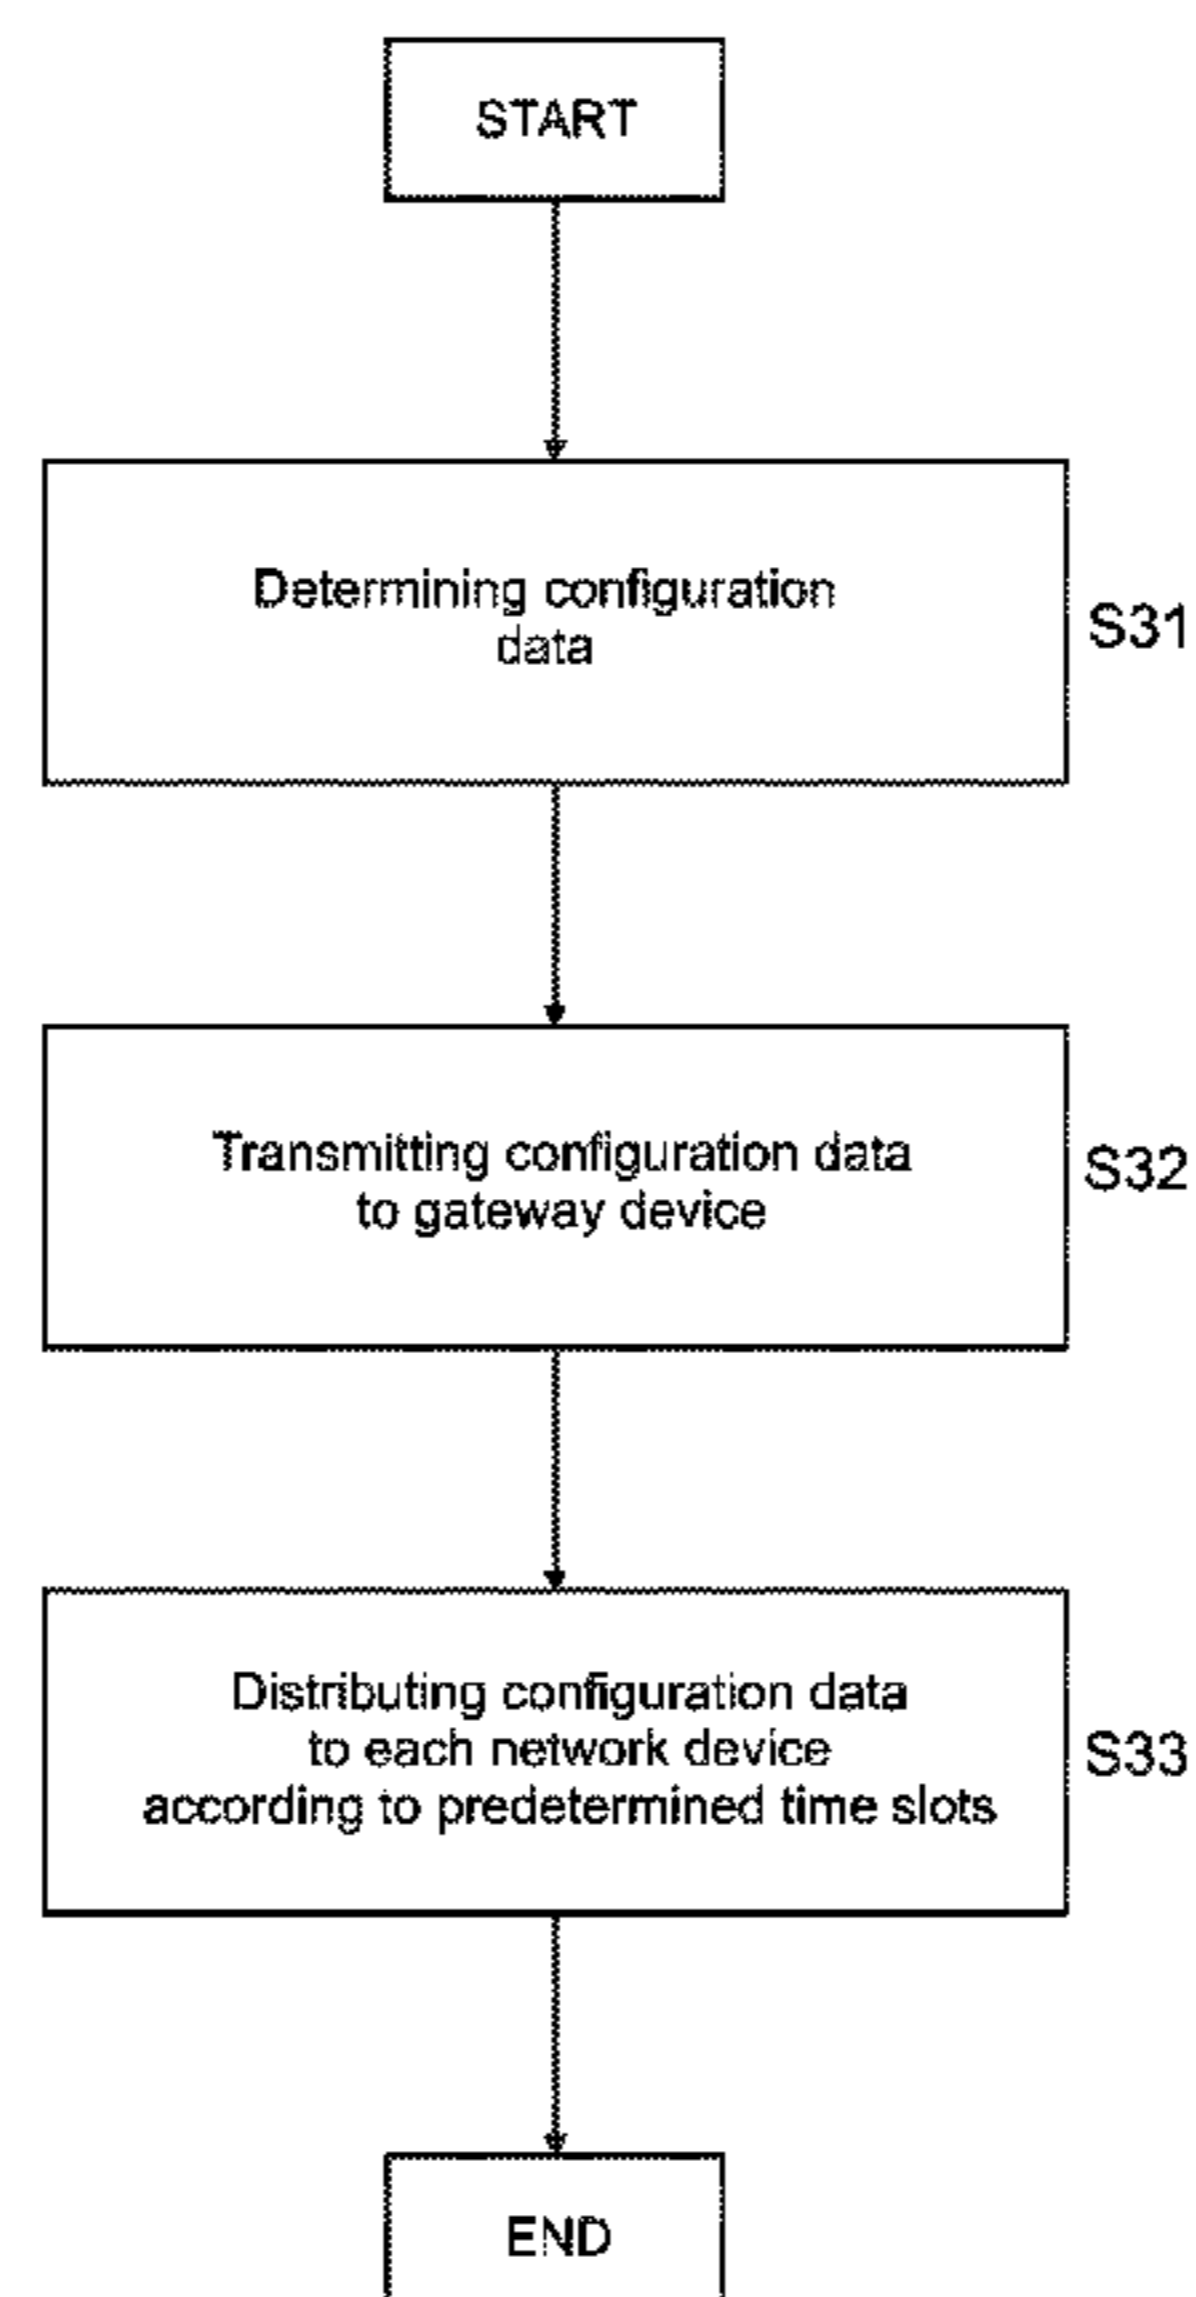 START
Determining configuration
data
S31
Transmitting configuration data
to gateway device
S32
Distributing configuration data
to each network device
according to predetermined time slots
S33
END